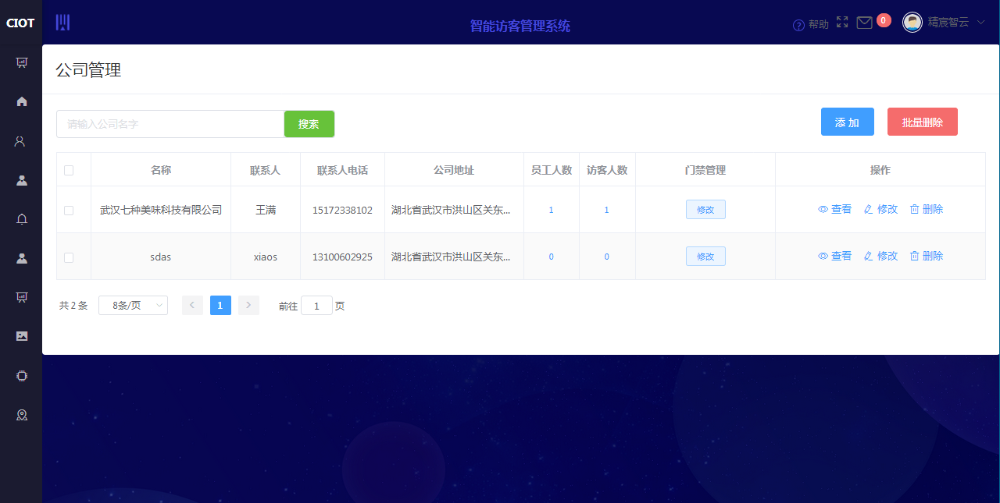 CIOT
智能访客管理系统
帮助
0
精宸智云
公司管理
请输入公司名字
搜索
添 加
批量删除
名称 联系人 联系人电话 公司地址 员工人数 访客人数 门禁管理 操作
武汉七种美味科技有限公司 王满 15172338102 湖北省武汉市洪山区关东... 1 1 修改 查看 修改 删除
sdas xiaos 13100602925 湖北省武汉市洪山区关东... 0 0 修改 查看 修改 删除
共 2 条 8条/页 1 前往 1 页